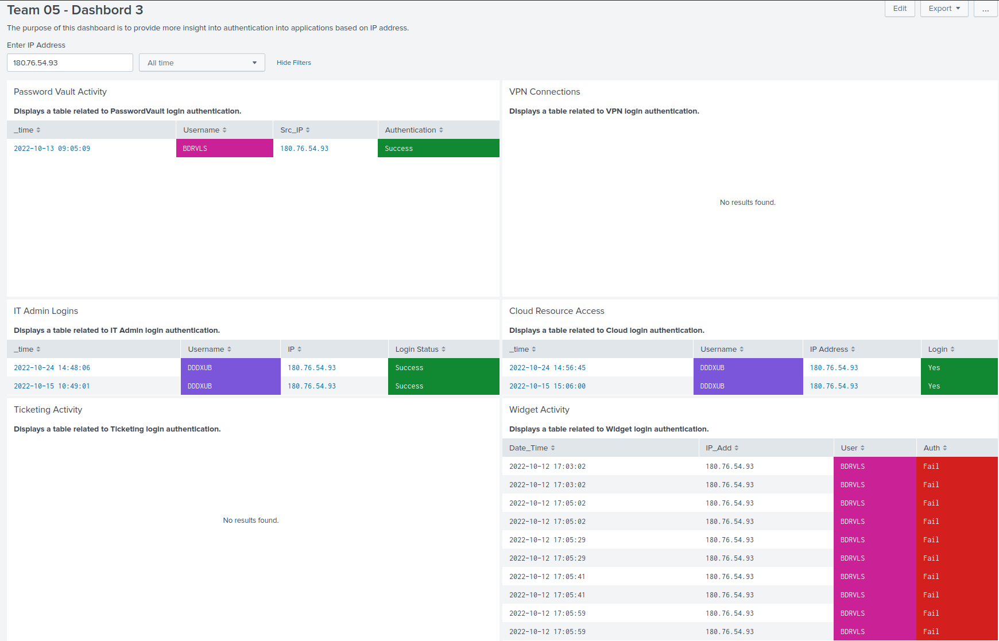 Team 05 - Dashbord 3
Edit
Export
...
The purpose of this dashboard is to provide more insight into authentication into applications based on IP address.
Enter IP Address
180.76.54.93
All time
Hide Filters
Password Vault Activity
Displays a table related to PasswordVault login authentication.
_time Username Src_IP Authentication
2022-10-13 09:05:09 BDRVLS 180.76.54.93 Success
VPN Connections
Displays a table related to VPN login authentication.
No results found.
IT Admin Logins
Displays a table related to IT Admin login authentication.
_time Username IP Login Status
2022-10-24 14:48:06 DDDXUB 180.76.54.93 Success
2022-10-15 10:49:01 DDDXUB 180.76.54.93 Success
Cloud Resource Access
Displays a table related to Cloud login authentication.
_time Username IP Address Login
2022-10-24 14:56:45 DDDXUB 180.76.54.93 Yes
2022-10-15 15:06:00 DDDXUB 180.76.54.93 Yes
Ticketing Activity
Displays a table related to Ticketing login authentication.
No results found.
Widget Activity
Displays a table related to Widget login authentication.
Date_Time IP_Add User Auth
2022-10-12 17:03:02 180.76.54.93 BDRVLS Fail
2022-10-12 17:03:02 180.76.54.93 BDRVLS Fail
2022-10-12 17:05:02 180.76.54.93 BDRVLS Fail
2022-10-12 17:05:02 180.76.54.93 BDRVLS Fail
2022-10-12 17:05:29 180.76.54.93 BDRVLS Fail
2022-10-12 17:05:29 180.76.54.93 BDRVLS Fail
2022-10-12 17:05:41 180.76.54.93 BDRVLS Fail
2022-10-12 17:05:41 180.76.54.93 BDRVLS Fail
2022-10-12 17:05:59 180.76.54.93 BDRVLS Fail
2022-10-12 17:05:59 180.76.54.93 BDRVLS Fail